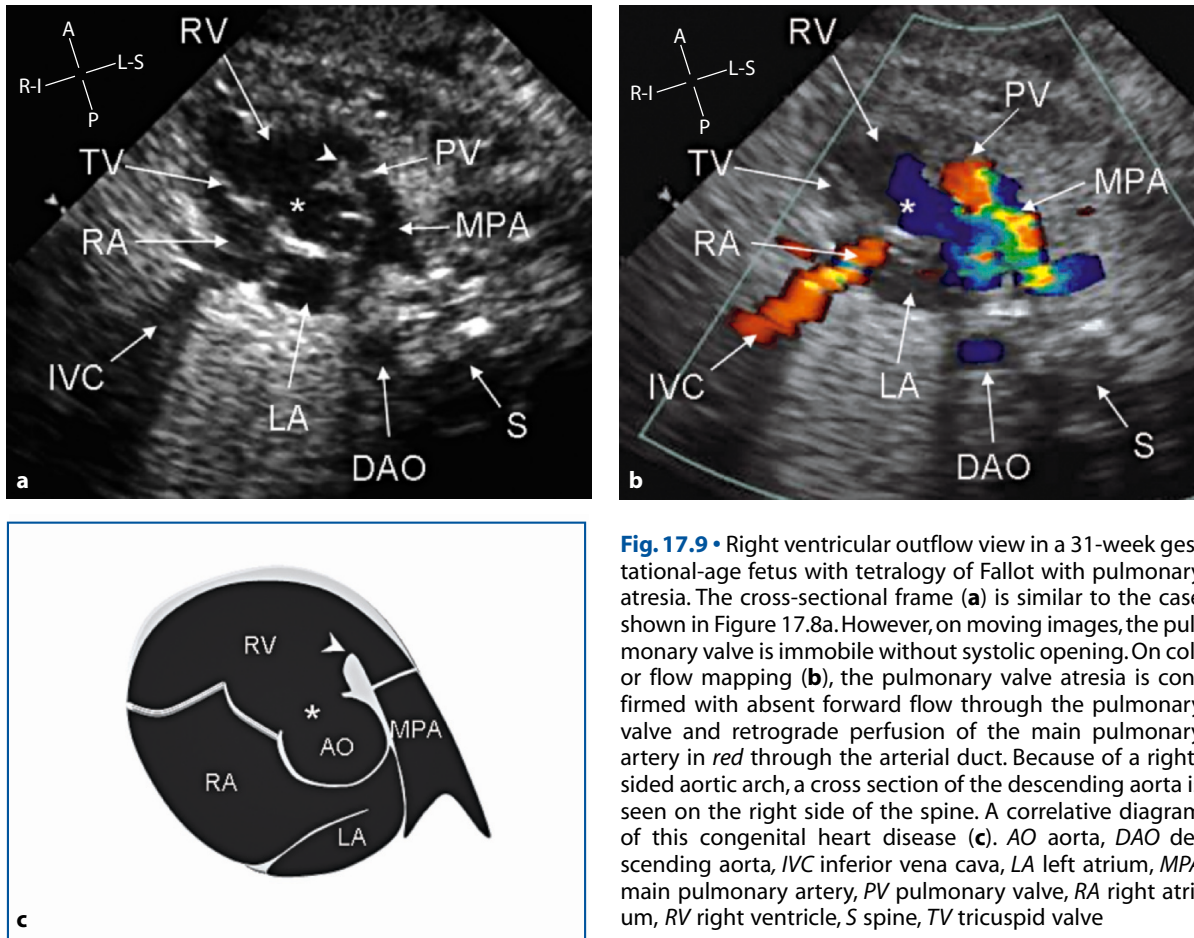 A
R-I
L-S
P
RV
TV
PV
RA
MPA
*
IVC
LA
DAO
S
a
A
R-I
L-S
P
RV
PV
TV
MPA
*
RA
IVC
LA
DAO
S
b
RV
*
AO
MPA
RA
LA
c
Fig. 17.9 • Right ventricular outflow view in a 31-week ges
tational-age fetus with tetralogy of Fallot with pulmonary
atresia. The cross-sectional frame (a) is similar to the case
shown in Figure 17.8a. However, on moving images, the pul
monary valve is immobile without systolic opening. On col
or flow mapping (b), the pulmonary valve atresia is con
firmed with absent forward flow through the pulmonary
valve and retrograde perfusion of the main pulmonary
artery in red through the arterial duct. Because of a right
sided aortic arch, a cross section of the descending aorta i
seen on the right side of the spine. A correlative diagram
of this congenital heart disease (c). AO aorta, DAO de
scending aorta, IVC inferior vena cava, LA left atrium, MPA
main pulmonary artery, PV pulmonary valve, RA right atri
um, RV right ventricle, S spine, TV tricuspid valve